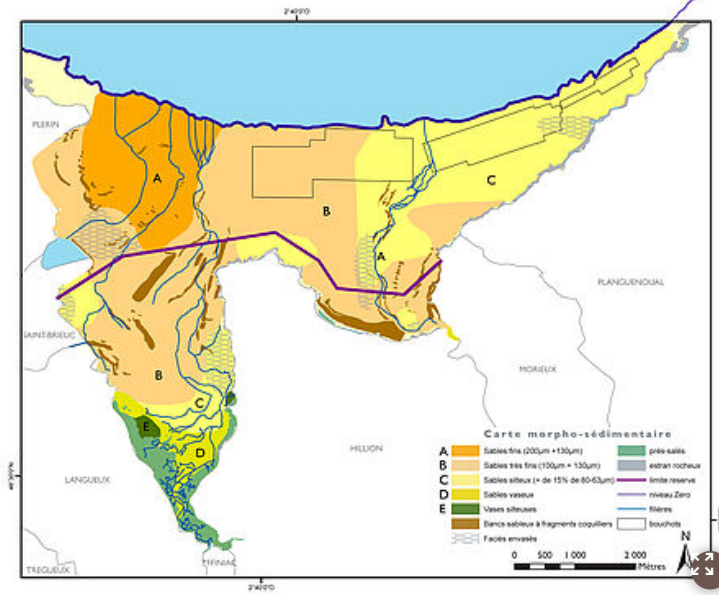 2°40'0"O
PLERIN
A
C
B
A
PLANGUENOUAL
SAINT-BRIEUC
B
MORIEUX
C
E
D
HILLION
LANGUEUX
YFFINIAC
TREGUEUX
2°40'0"O
Carte morpho-sédimentaire
A Sables fins (200µm +130µm)
B Sables très fins (100µm + 130µm)
C Sables silteux (+ de 15% de 80-63µm)
D Sables vaseux
E Vases silteuses
Bancs sableux à fragments coquilliers
Faciès envasés
prés-salés
estran rocheux
limite reserve
niveau Zero
filières
bouchots
N
0 500 1 000 2 000
Mètres